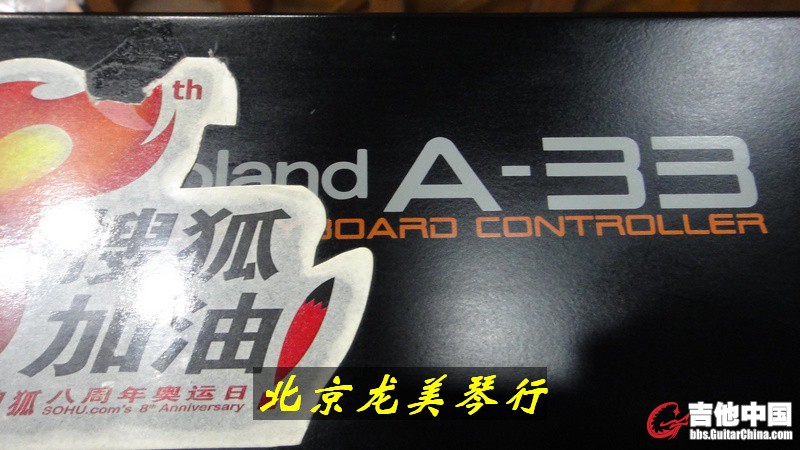 th
oland A-33
BOARD CONTROLLER
搜狐
加油
狐八周年奥运日
SOHU.com's 8th Anniversary
北京龙美琴行
吉他中国
bbs.GuitarChina.com